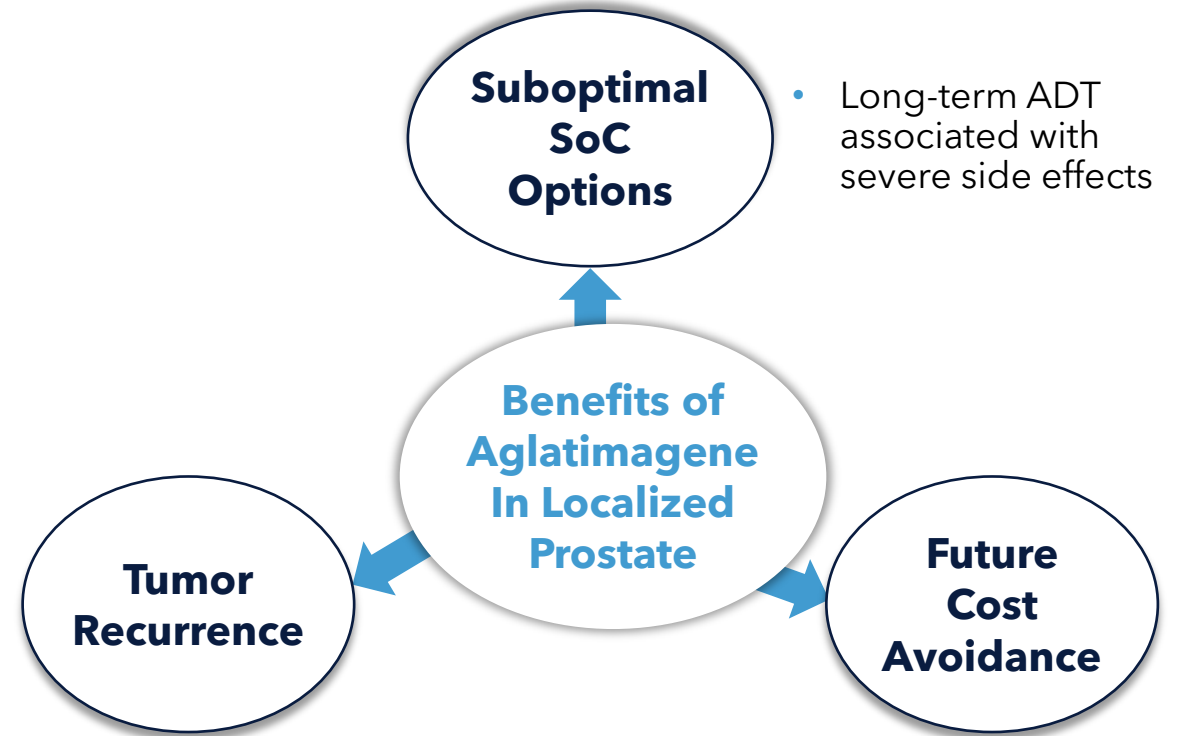 Suboptimal
SoC
Options
• Long-term ADT
associated with
severe side effects
Benefits of
Aglatimagene
In Localized
Prostate
Tumor
Recurrence
Future
Cost
Avoidance